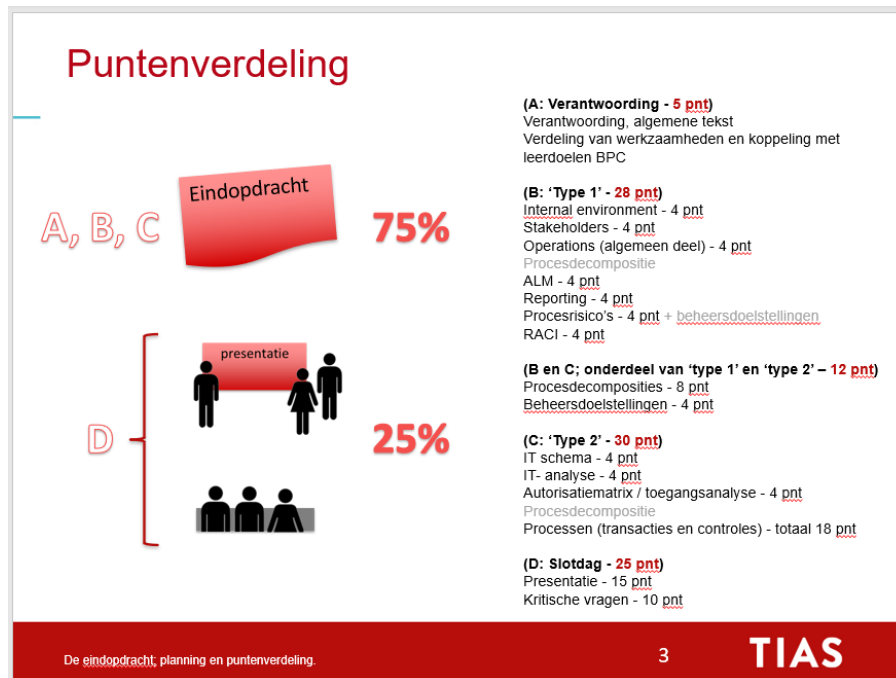 Puntenverdeling
A, B, C
Eindopdracht
75%
presentatie
D
25%
(A: Verantwoording - 5 pnt)
Verantwoording, algemene tekst
Verdeling van werkzaamheden en koppeling met
leerdoelen BPC
(B: ‘Type 1’ - 28 pnt)
Internal environment - 4 pnt
Stakeholders - 4 pnt
Operations (algemeen deel) - 4 pnt
Procesdecompositie
ALM - 4 pnt
Reporting - 4 pnt
Procesrisico’s - 4 pnt + beheersdoelstellingen
RACI - 4 pnt
(B en C; onderdeel van ‘type 1’ en ‘type 2’ – 12 pnt)
Procesdecomposities - 8 pnt
Beheersdoelstellingen - 4 pnt
(C: ‘Type 2’ - 30 pnt)
IT schema - 4 pnt
IT- analyse - 4 pnt
Autorisatiematrix / toegangsanalyse - 4 pnt
Procesdecompositie
Processen (transacties en controles) - totaal 18 pnt
(D: Slotdag - 25 pnt)
Presentatie - 15 pnt
Kritische vragen - 10 pnt
De eindopdracht; planning en puntenverdeling.
3
TIAS